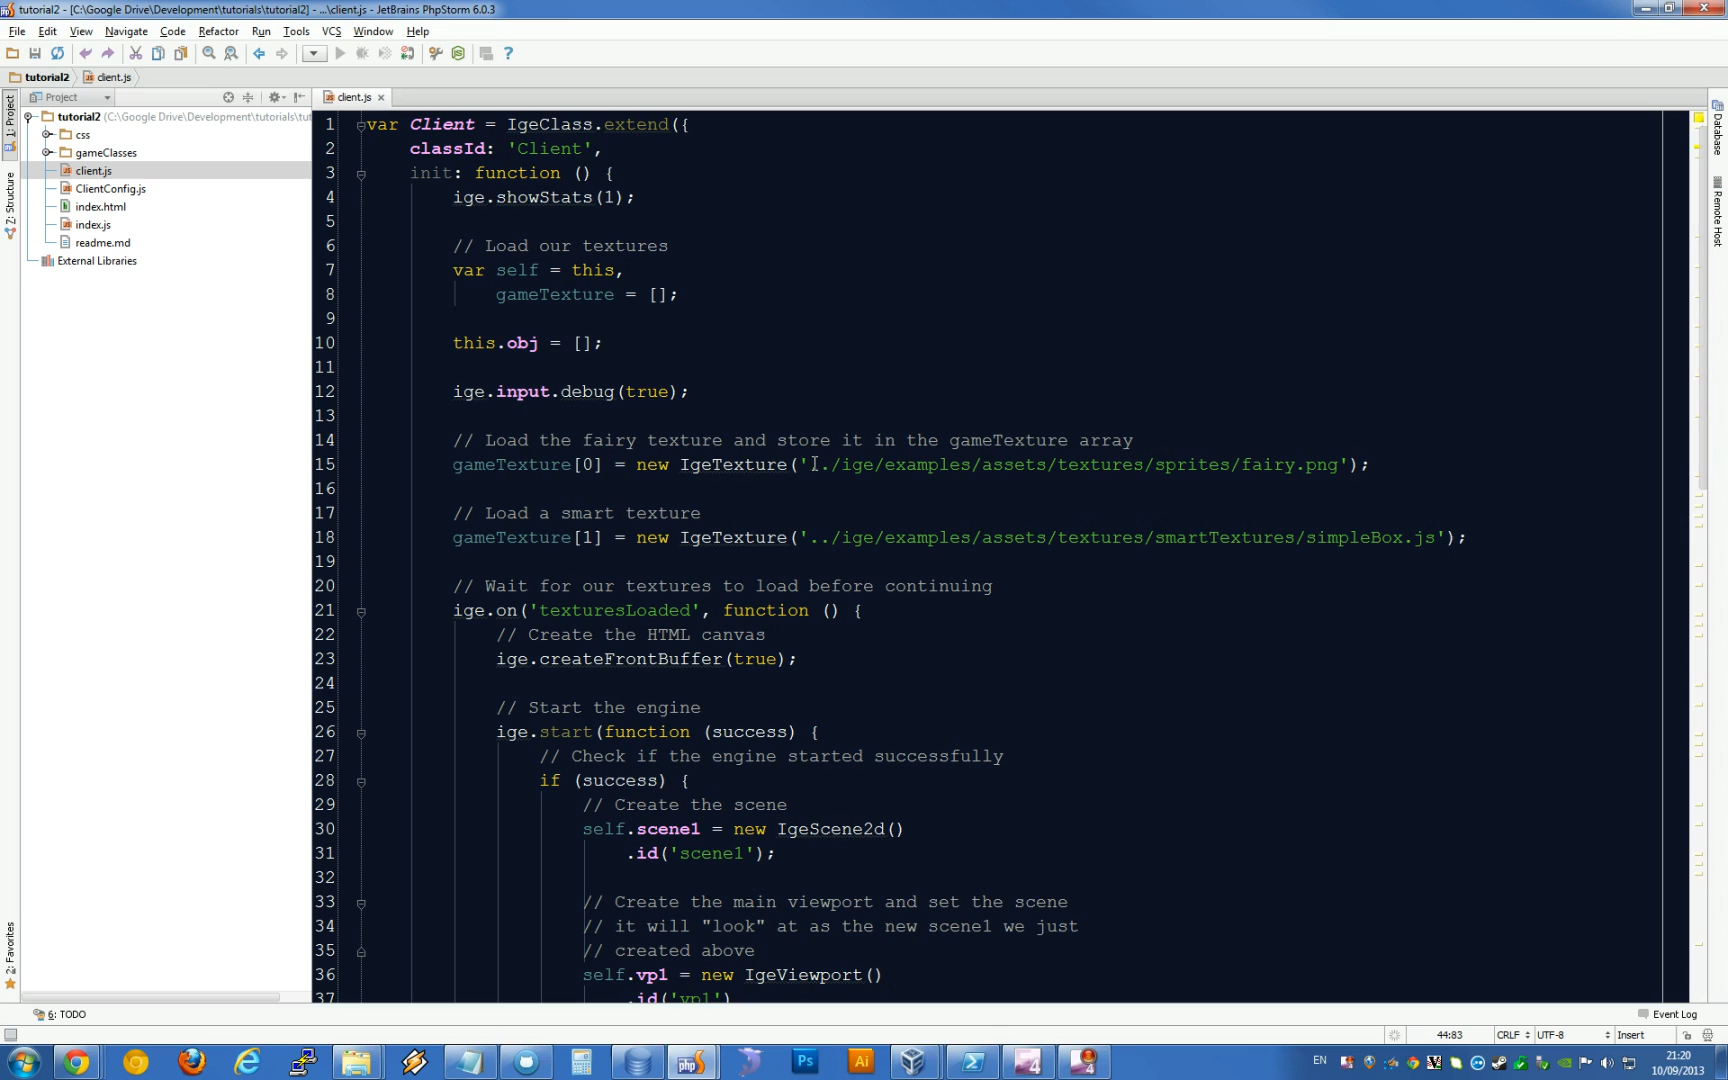 tutorial2 - [C:\Google Drive\Development\tutorials\tutorial2] - ...\client.js - JetBrains PhpStorm 6.0.3
File Edit View Navigate Code Refactor Run Tools VCS Window Help
tutorial2 client.js
Project
client.js
1: Project
Z: Structure
2: Favorites
Database
Remote Host
tutorial2 (C:\Google Drive\Development\tutorials\tut
css
gameClasses
client.js
ClientConfig.js
index.html
index.js
readme.md
External Libraries
1 var Client = IgeClass.extend({
2 classId: 'Client',
3 init: function () {
4 ige.showStats(1);
5
6 // Load our textures
7 var self = this,
8 gameTexture = [];
9
10 this.obj = [];
11
12 ige.input.debug(true);
13
14 // Load the fairy texture and store it in the gameTexture array
15 gameTexture[0] = new IgeTexture('../ige/examples/assets/textures/sprites/fairy.png');
16
17 // Load a smart texture
18 gameTexture[1] = new IgeTexture('../ige/examples/assets/textures/smartTextures/simpleBox.js');
19
20 // Wait for our textures to load before continuing
21 ige.on('texturesLoaded', function () {
22 // Create the HTML canvas
23 ige.createFrontBuffer(true);
24
25 // Start the engine
26 ige.start(function (success) {
27 // Check if the engine started successfully
28 if (success) {
29 // Create the scene
30 self.scene1 = new IgeScene2d()
31 .id('scene1');
32
33 // Create the main viewport and set the scene
34 // it will "look" at as the new scene1 we just
35 // created above
36 self.vp1 = new IgeViewport()
37 .id('vp1')
6: TODO
Event Log
44:83 CRLF UTF-8 Insert
Ps Ai 4 4
EN
21:20
10/09/2013